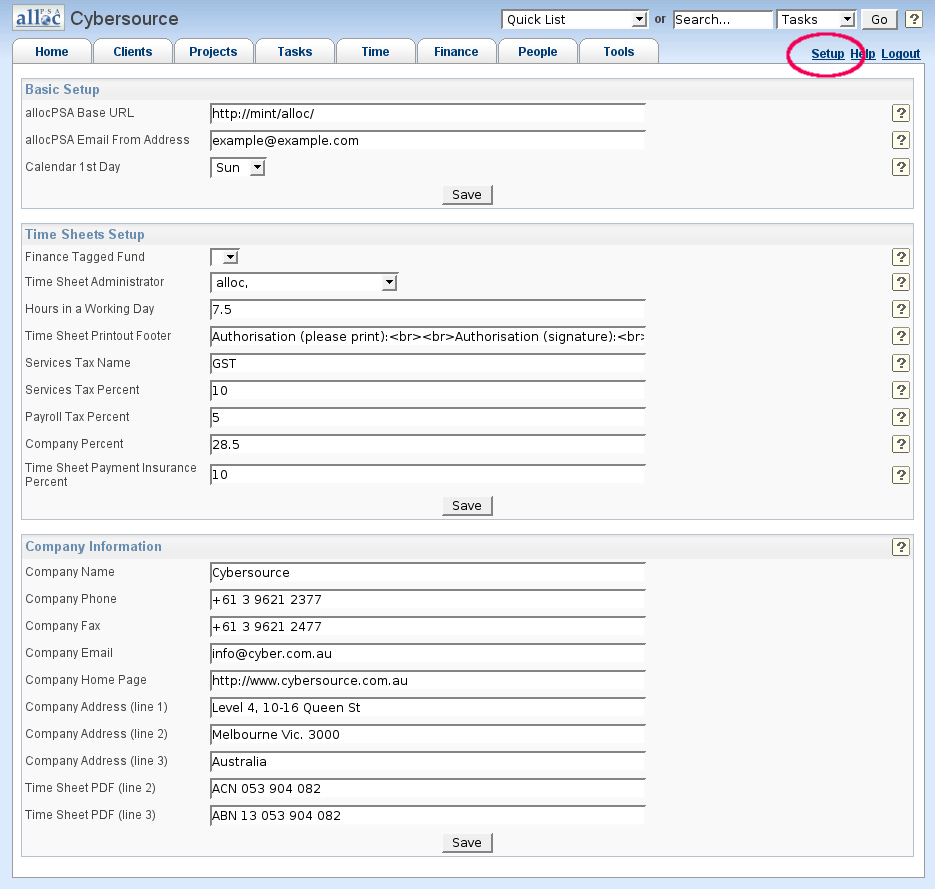 alloc PSA Cybersource Quick List or Search... Tasks Go ?
Home Clients Projects Tasks Time Finance People Tools Setup Help Logout
Basic Setup
allocPSA Base URL http://mint/alloc/ ?
allocPSA Email From Address example@example.com ?
Calendar 1st Day Sun ?
Save
Time Sheets Setup
Finance Tagged Fund ?
Time Sheet Administrator alloc, ?
Hours in a Working Day 7.5 ?
Time Sheet Printout Footer Authorisation (please print):<br><br>Authorisation (signature):<br> ?
Services Tax Name GST ?
Services Tax Percent 10 ?
Payroll Tax Percent 5 ?
Company Percent 28.5 ?
Time Sheet Payment Insurance
Percent 10 ?
Save
Company Information ?
Company Name Cybersource
Company Phone +61 3 9621 2377
Company Fax +61 3 9621 2477
Company Email info@cyber.com.au
Company Home Page http://www.cybersource.com.au
Company Address (line 1) Level 4, 10-16 Queen St
Company Address (line 2) Melbourne Vic. 3000
Company Address (line 3) Australia
Time Sheet PDF (line 2) ACN 053 904 082
Time Sheet PDF (line 3) ABN 13 053 904 082
Save